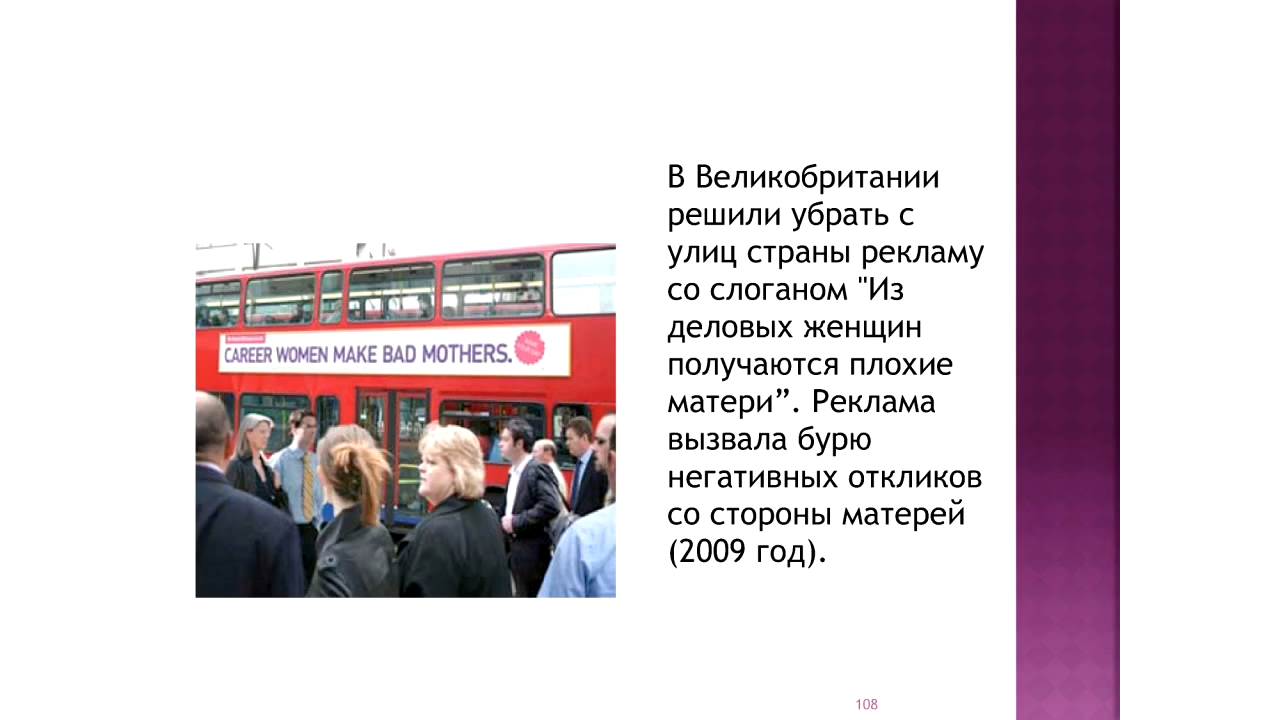 CAREER WOMEN MAKE BAD MOTHERS.
В Великобритании
решили убрать с
улиц страны рекламу
со слоганом "Из
деловых женщин
получаются плохие
матери”. Реклама
вызвала бурю
негативных откликов
со стороны матерей
(2009 год).
108